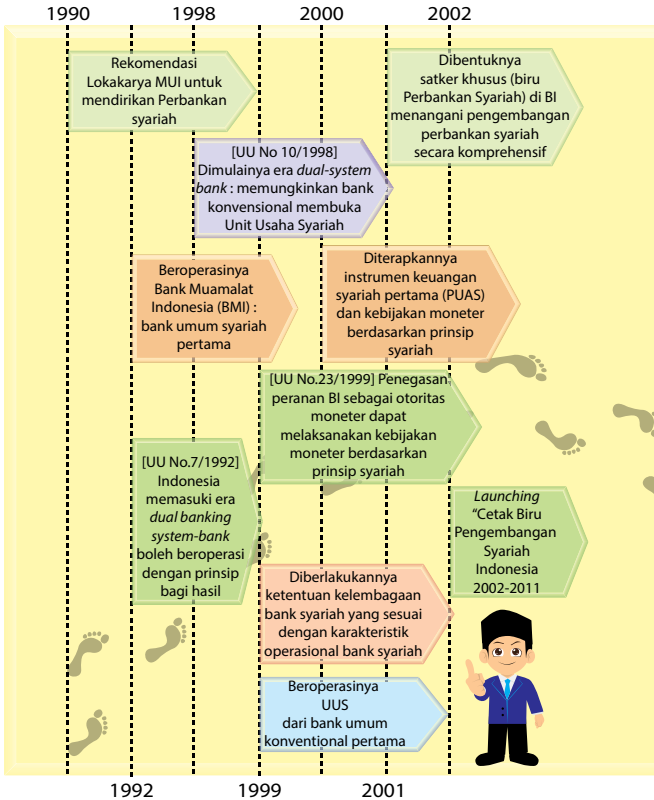 1990
1998
2000
2002
Rekomendasi
Lokakarya MUI untuk
mendirikan Perbankan
syariah
Dibentuknya
satker khusus (biru
Perbankan Syariah) di BI
menangani pengembangan
perbankan syariah
secara komprehensif
[UU No 10/1998]
Dimulainya era dual-system
bank : memungkinkan bank
konvensional membuka
Unit Usaha Syariah
Beroperasinya
Bank Muamalat
Indonesia (BMI) :
bank umum syariah
pertama
Diterapkannya
instrumen keuangan
syariah pertama (PUAS)
dan kebijakan moneter
berdasarkan prinsip
syariah
[UU No.23/1999] Penegasan
peranan BI sebagai otoritas
moneter dapat
melaksanakan kebijakan
moneter berdasarkan
prinsip syariah
[UU No.7/1992]
Indonesia
memasuki era
dual banking
system-bank
boleh beroperasi
dengan prinsip
bagi hasil
Launching
“Cetak Biru
Pengembangan
Syariah
Indonesia
2002-2011
Diberlakukannya
ketentuan kelembagaan
bank syariah yang sesuai
dengan karakteristik
operasional bank syariah
Beroperasinya
UUS
dari bank umum
konventional pertama
1992
1999
2001